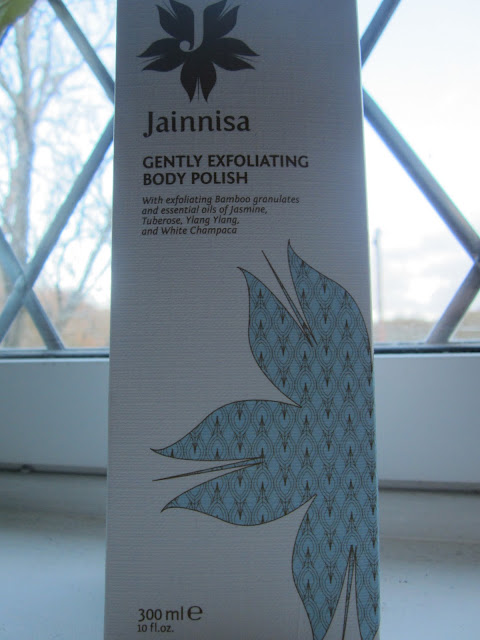 Jainnisa
GENTLY EXFOLIATING
BODY POLISH
With exfoliating Bamboo granulates
and essential oils of Jasmine,
Tuberose, Ylang Ylang,
and White Champaca
300 ml ℮
10 fl.oz.